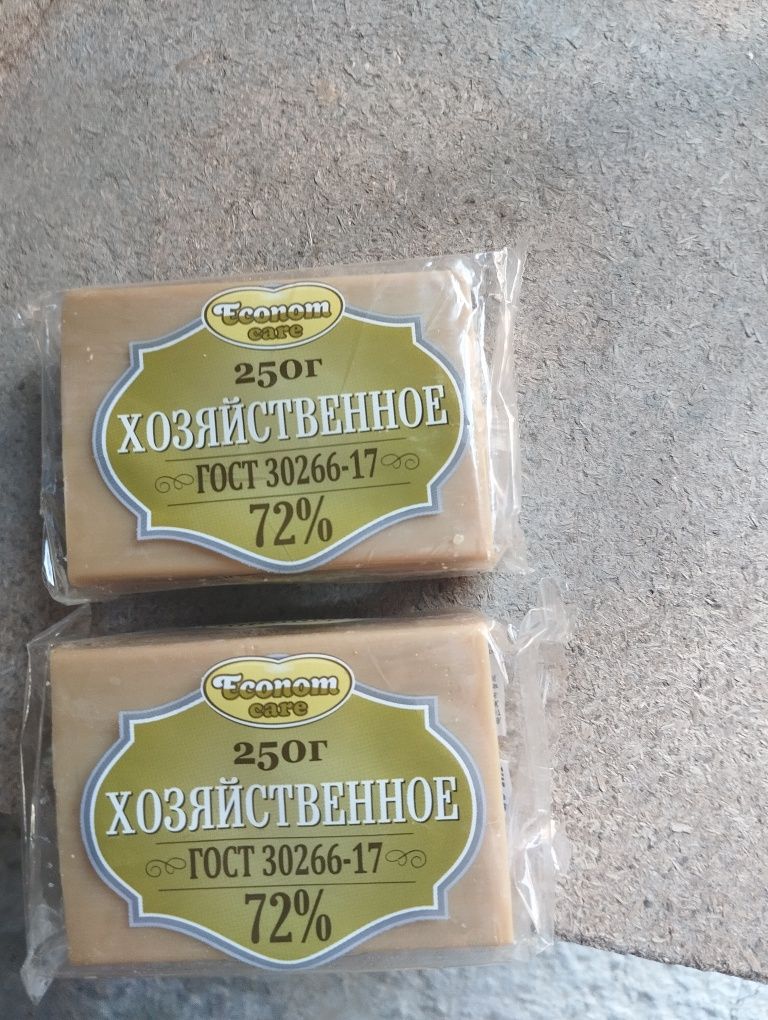 Econom
care
250г
ХОЗЯЙСТВЕННОЕ
ГОСТ 30266-17
72%
Econom
care
250г
ХОЗЯЙСТВЕННОЕ
ГОСТ 30266-17
72%